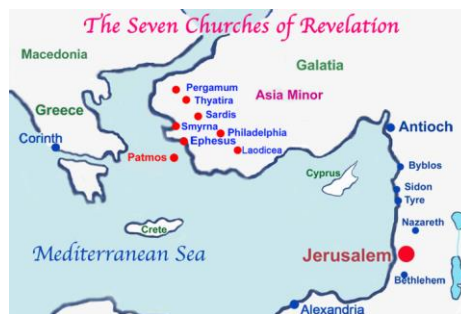 The Seven Churches of Revelation
Macedonia
Galatia
Pergamum
Thyatira
Asia Minor
Greece
Sardis
Smyrna
Philadelphia
Antioch
Corinth
Ephesus
Laodicea
Patmos
Byblos
Cyprus
Sidon
Tyre
Crete
Nazareth
Mediterranean Sea
Jerusalem
Bethlehem
Alexandria